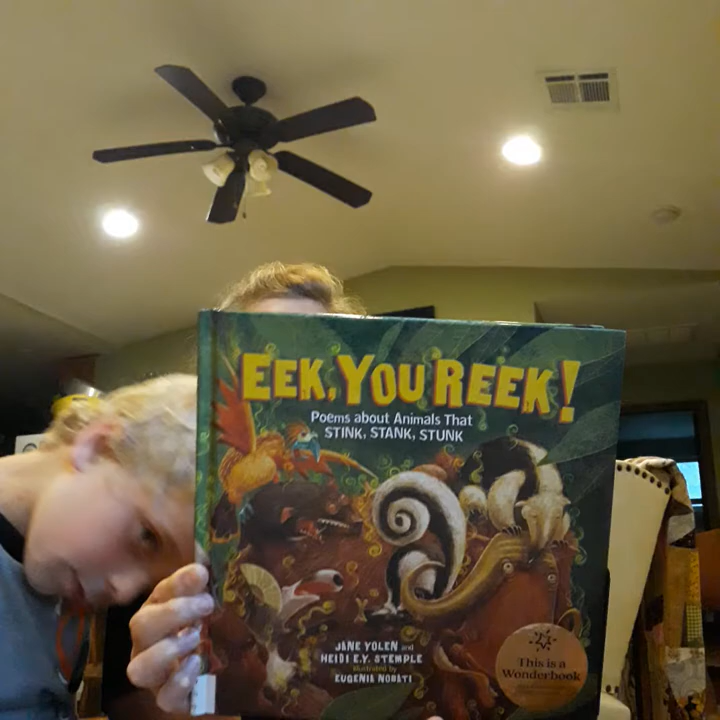 EEK, YOU REEK!
Poems about Animals That
STINK, STANK, STUNK
JANE YOLEN and
HEIDI E.Y. STEMPLE
illustrated by
EUGENIA NOBATI
This is a
Wonderbook